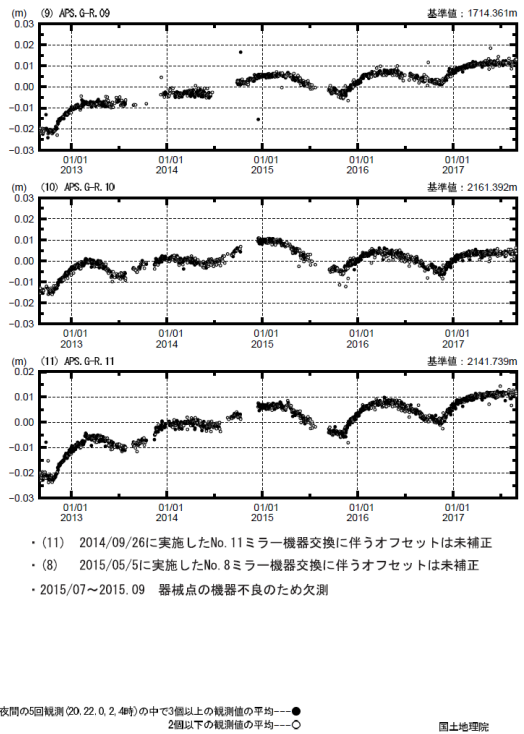 (m) (9) APS.G-R.09 基準値：1714.361m
0.03
0.02
0.01
0.00
−0.01
−0.02
−0.03
01/01 01/01 01/01 01/01 01/01
2013 2014 2015 2016 2017
(m) (10) APS.G-R.10 基準値：2161.392m
0.03
0.02
0.01
0.00
−0.01
−0.02
−0.03
01/01 01/01 01/01 01/01 01/01
2013 2014 2015 2016 2017
(m) (11) APS.G-R.11 基準値：2141.739m
0.02
0.01
0.00
−0.01
−0.02
−0.03
01/01 01/01 01/01 01/01 01/01
2013 2014 2015 2016 2017
・(11) 2014/09/26に実施したNo.11ミラー機器交換に伴うオフセットは未補正
・(8) 2015/05/5に実施したNo.8ミラー機器交換に伴うオフセットは未補正
・2015/07～2015.09 器械点の機器不良のため欠測
夜間の5回観測(20,22,0,2,4時)の中で3個以上の観測値の平均---●
2個以下の観測値の平均---○
国土地理院